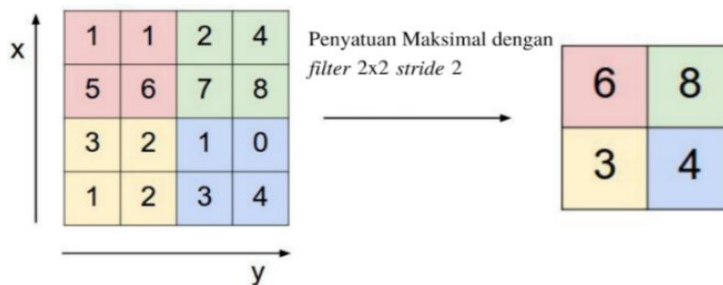 x
1 1 2 4
5 6 7 8
3 2 1 0
1 2 3 4
y
Penyatuan Maksimal dengan
filter 2x2 stride 2
6 8
3 4